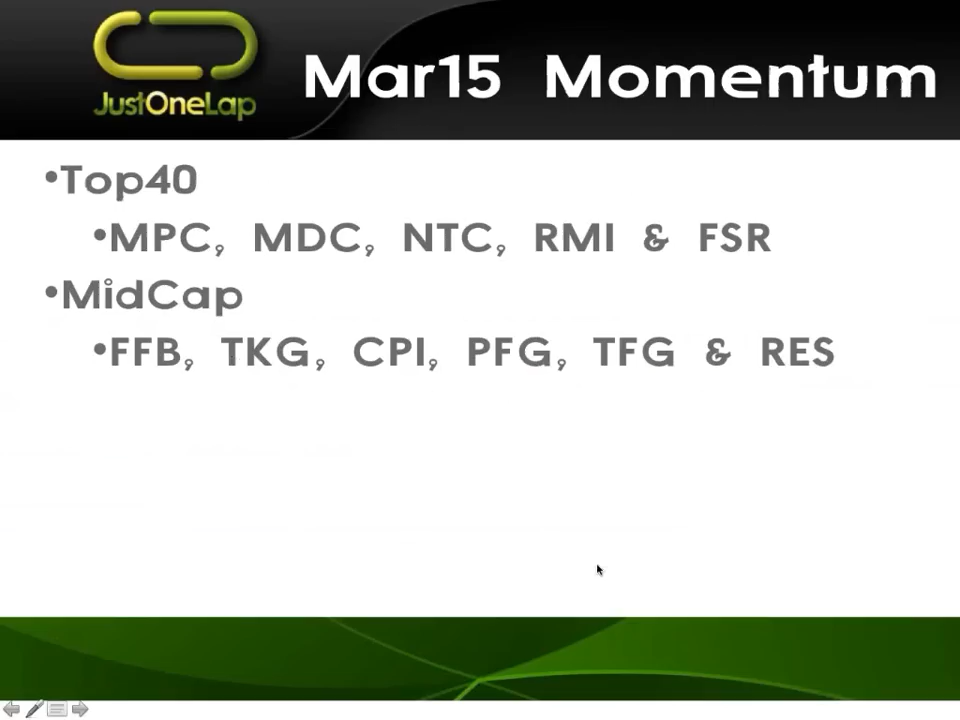 JustOneLap
Mar15 Momentum
•Top40
•MPC, MDC, NTC, RMI & FSR
•MidCap
•FFB, TKG, CPI, PFG, TFG & RES